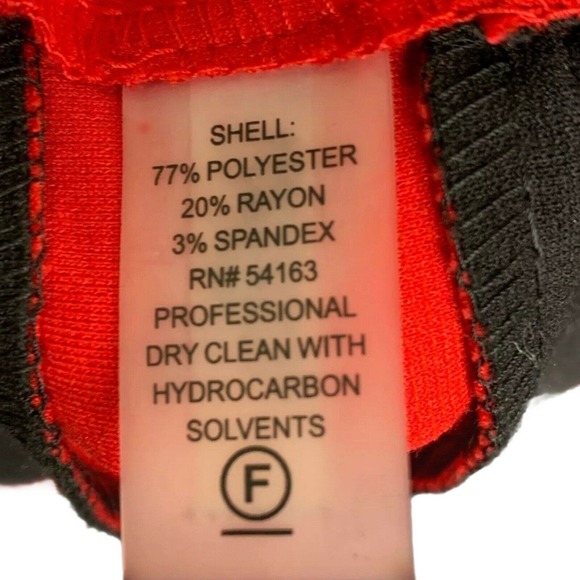 SHELL:
77% POLYESTER
20% RAYON
3% SPANDEX
RN# 54163
PROFESSIONAL
DRY CLEAN WITH
HYDROCARBON
SOLVENTS
F